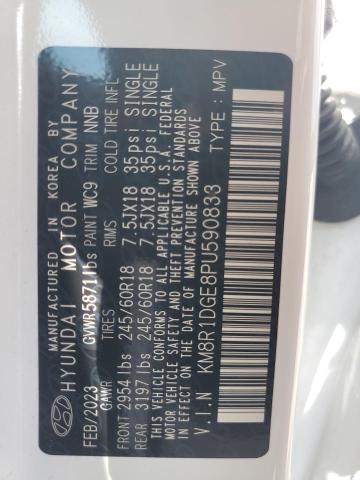 MANUFACTURED IN KOREA BY
HYUNDAI MOTOR COMPANY
FEB/2023 GVWR5871lbs PAINT WC9 TRIM NNB
GAWR TIRES RIMS COLD TIRE INFL
FRONT 2954 lbs 245/60R18 7.5JX18 35psi SINGLE
REAR 3197 lbs 245/60R18 7.5JX18 35psi SINGLE
THIS VEHICLE CONFORMS TO ALL APPLICABLE U.S.A. FEDERAL
MOTOR VEHICLE SAFETY, BUMPER, AND THEFT PREVENTION STANDARDS
IN EFFECT ON THE DATE OF MANUFACTURE SHOWN ABOVE
V.I.N KM8R1DGE8PU590833 TYPE: MPV